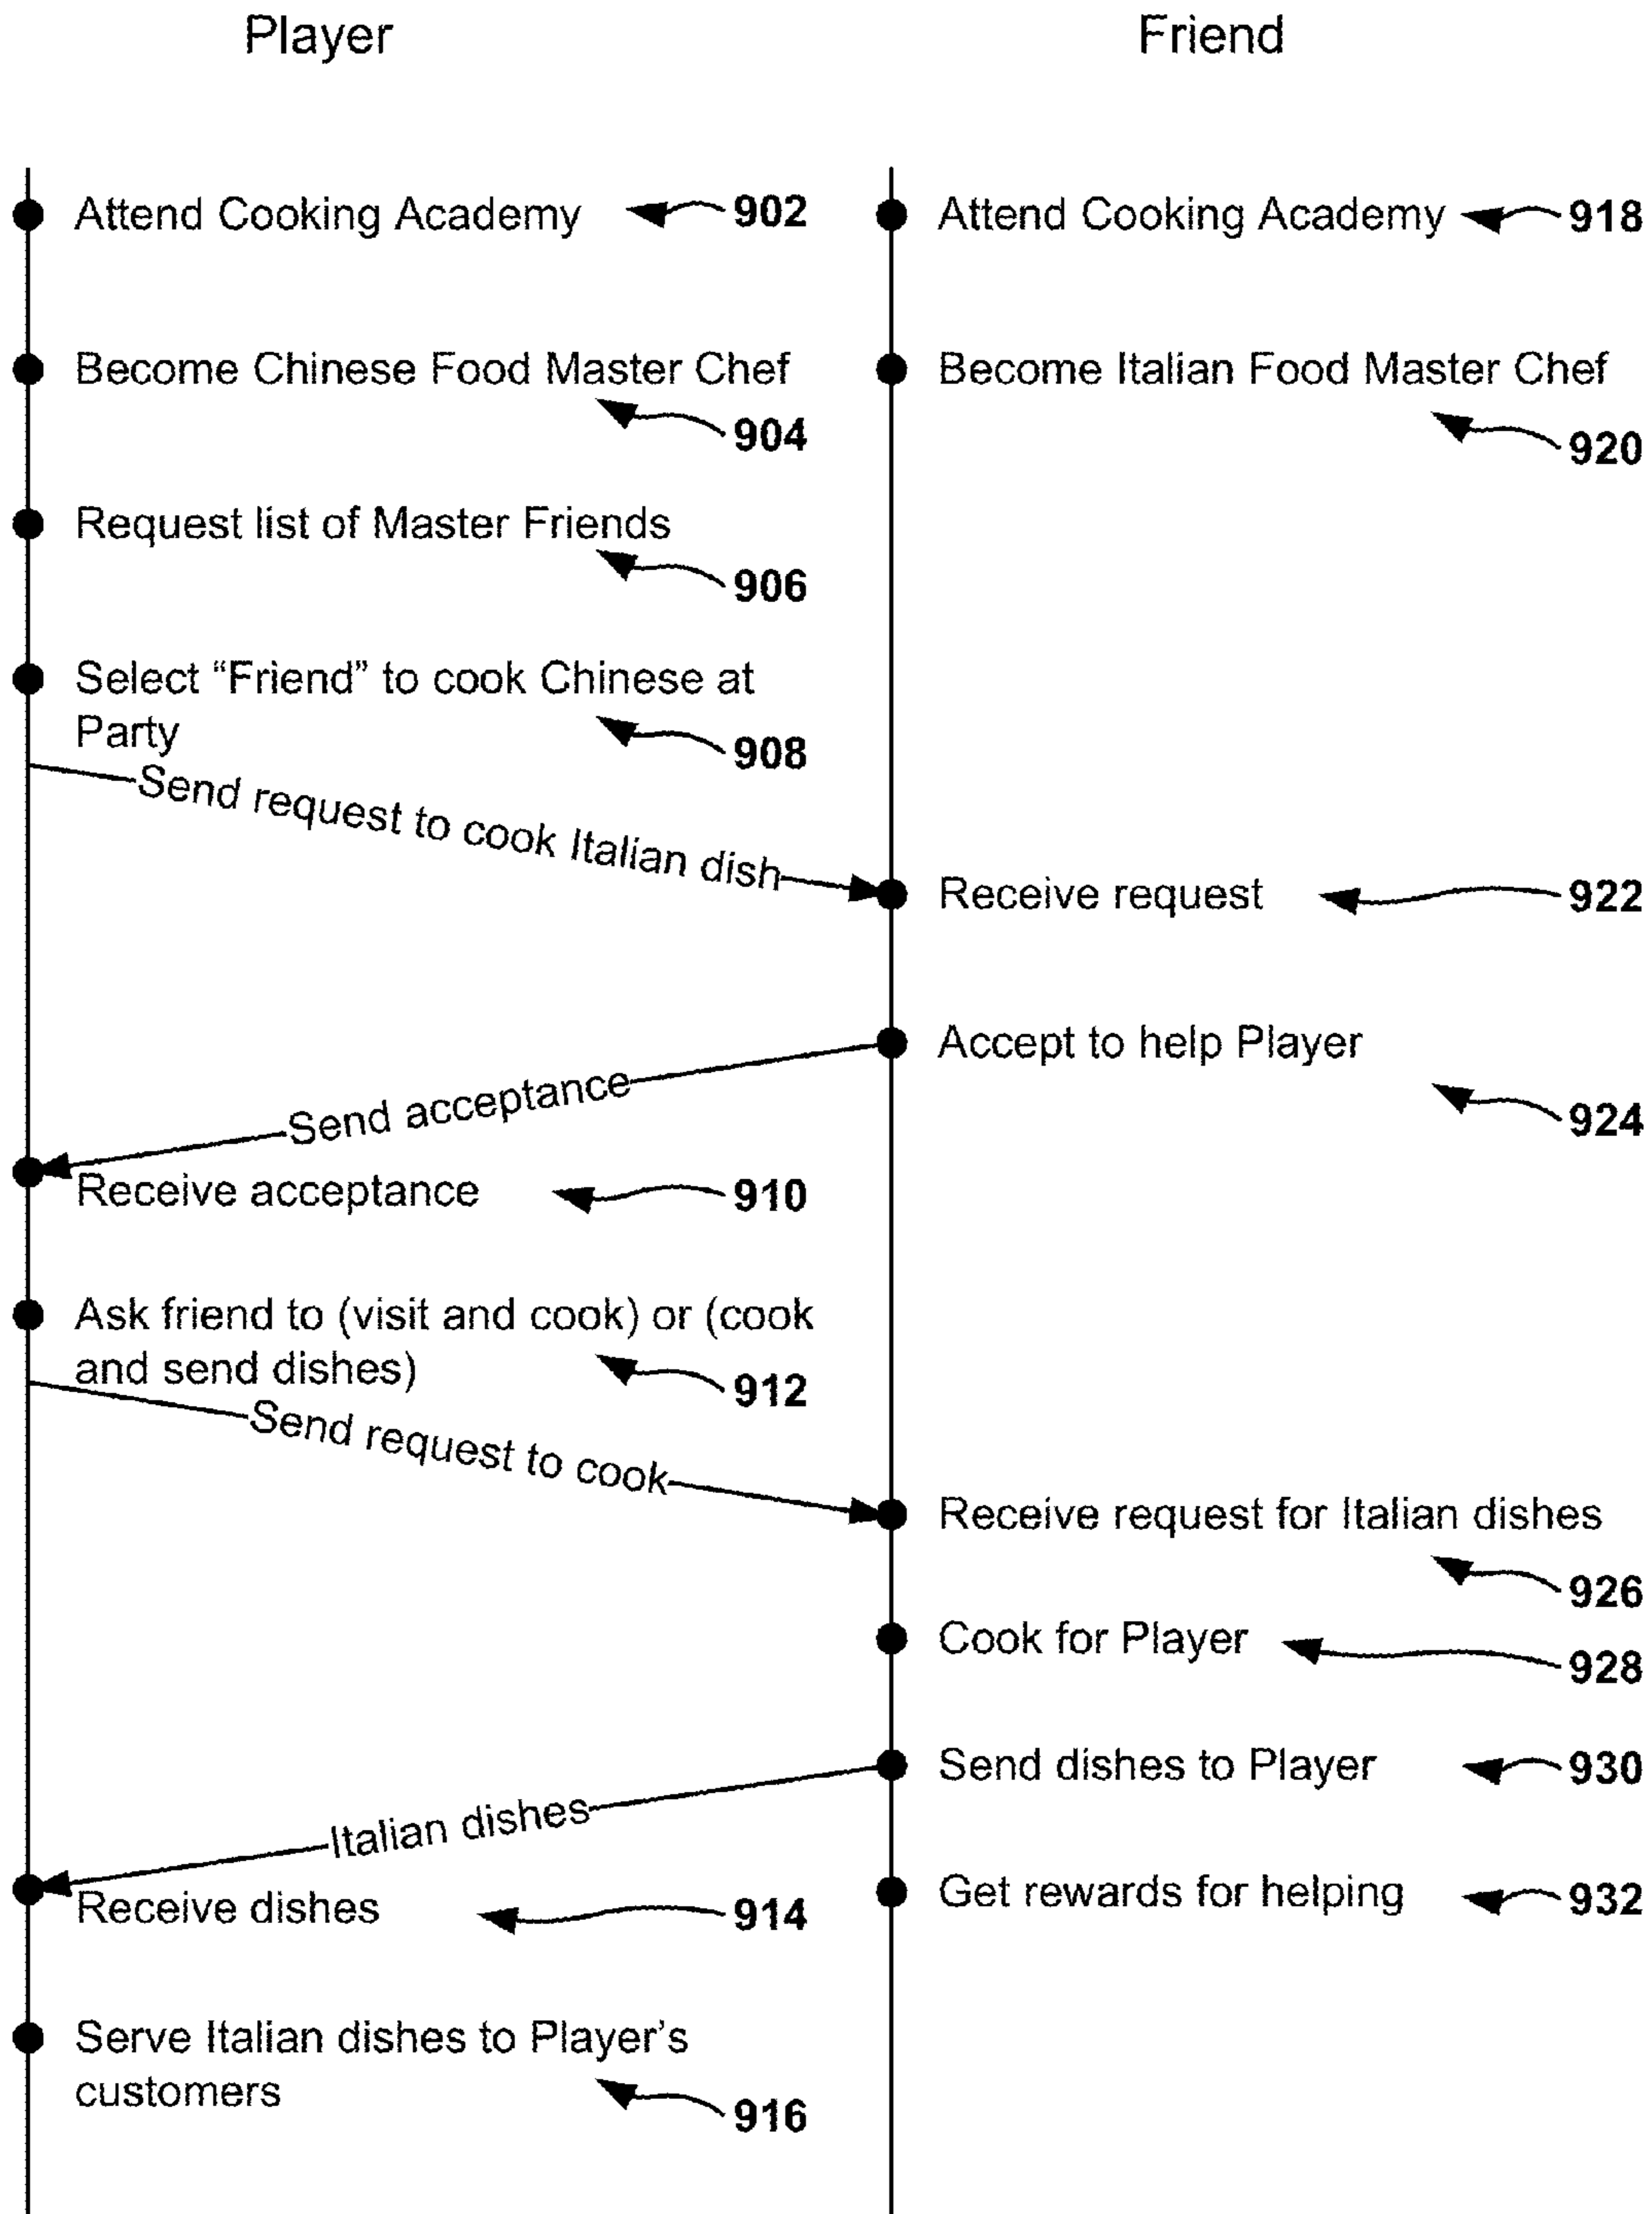 Player
Friend
Attend Cooking Academy 902
Attend Cooking Academy 918
Become Chinese Food Master Chef
904
Become Italian Food Master Chef
920
Request list of Master Friends
906
Select “Friend” to cook Chinese at
Party
908
Send request to cook Italian dish
Receive request 922
Accept to help Player
924
Send acceptance
Receive acceptance 910
Ask friend to (visit and cook) or (cook
and send dishes)
912
Send request to cook
Receive request for Italian dishes
926
Cook for Player
928
Send dishes to Player 930
Italian dishes
Receive dishes 914
Get rewards for helping 932
Serve Italian dishes to Player’s
customers
916